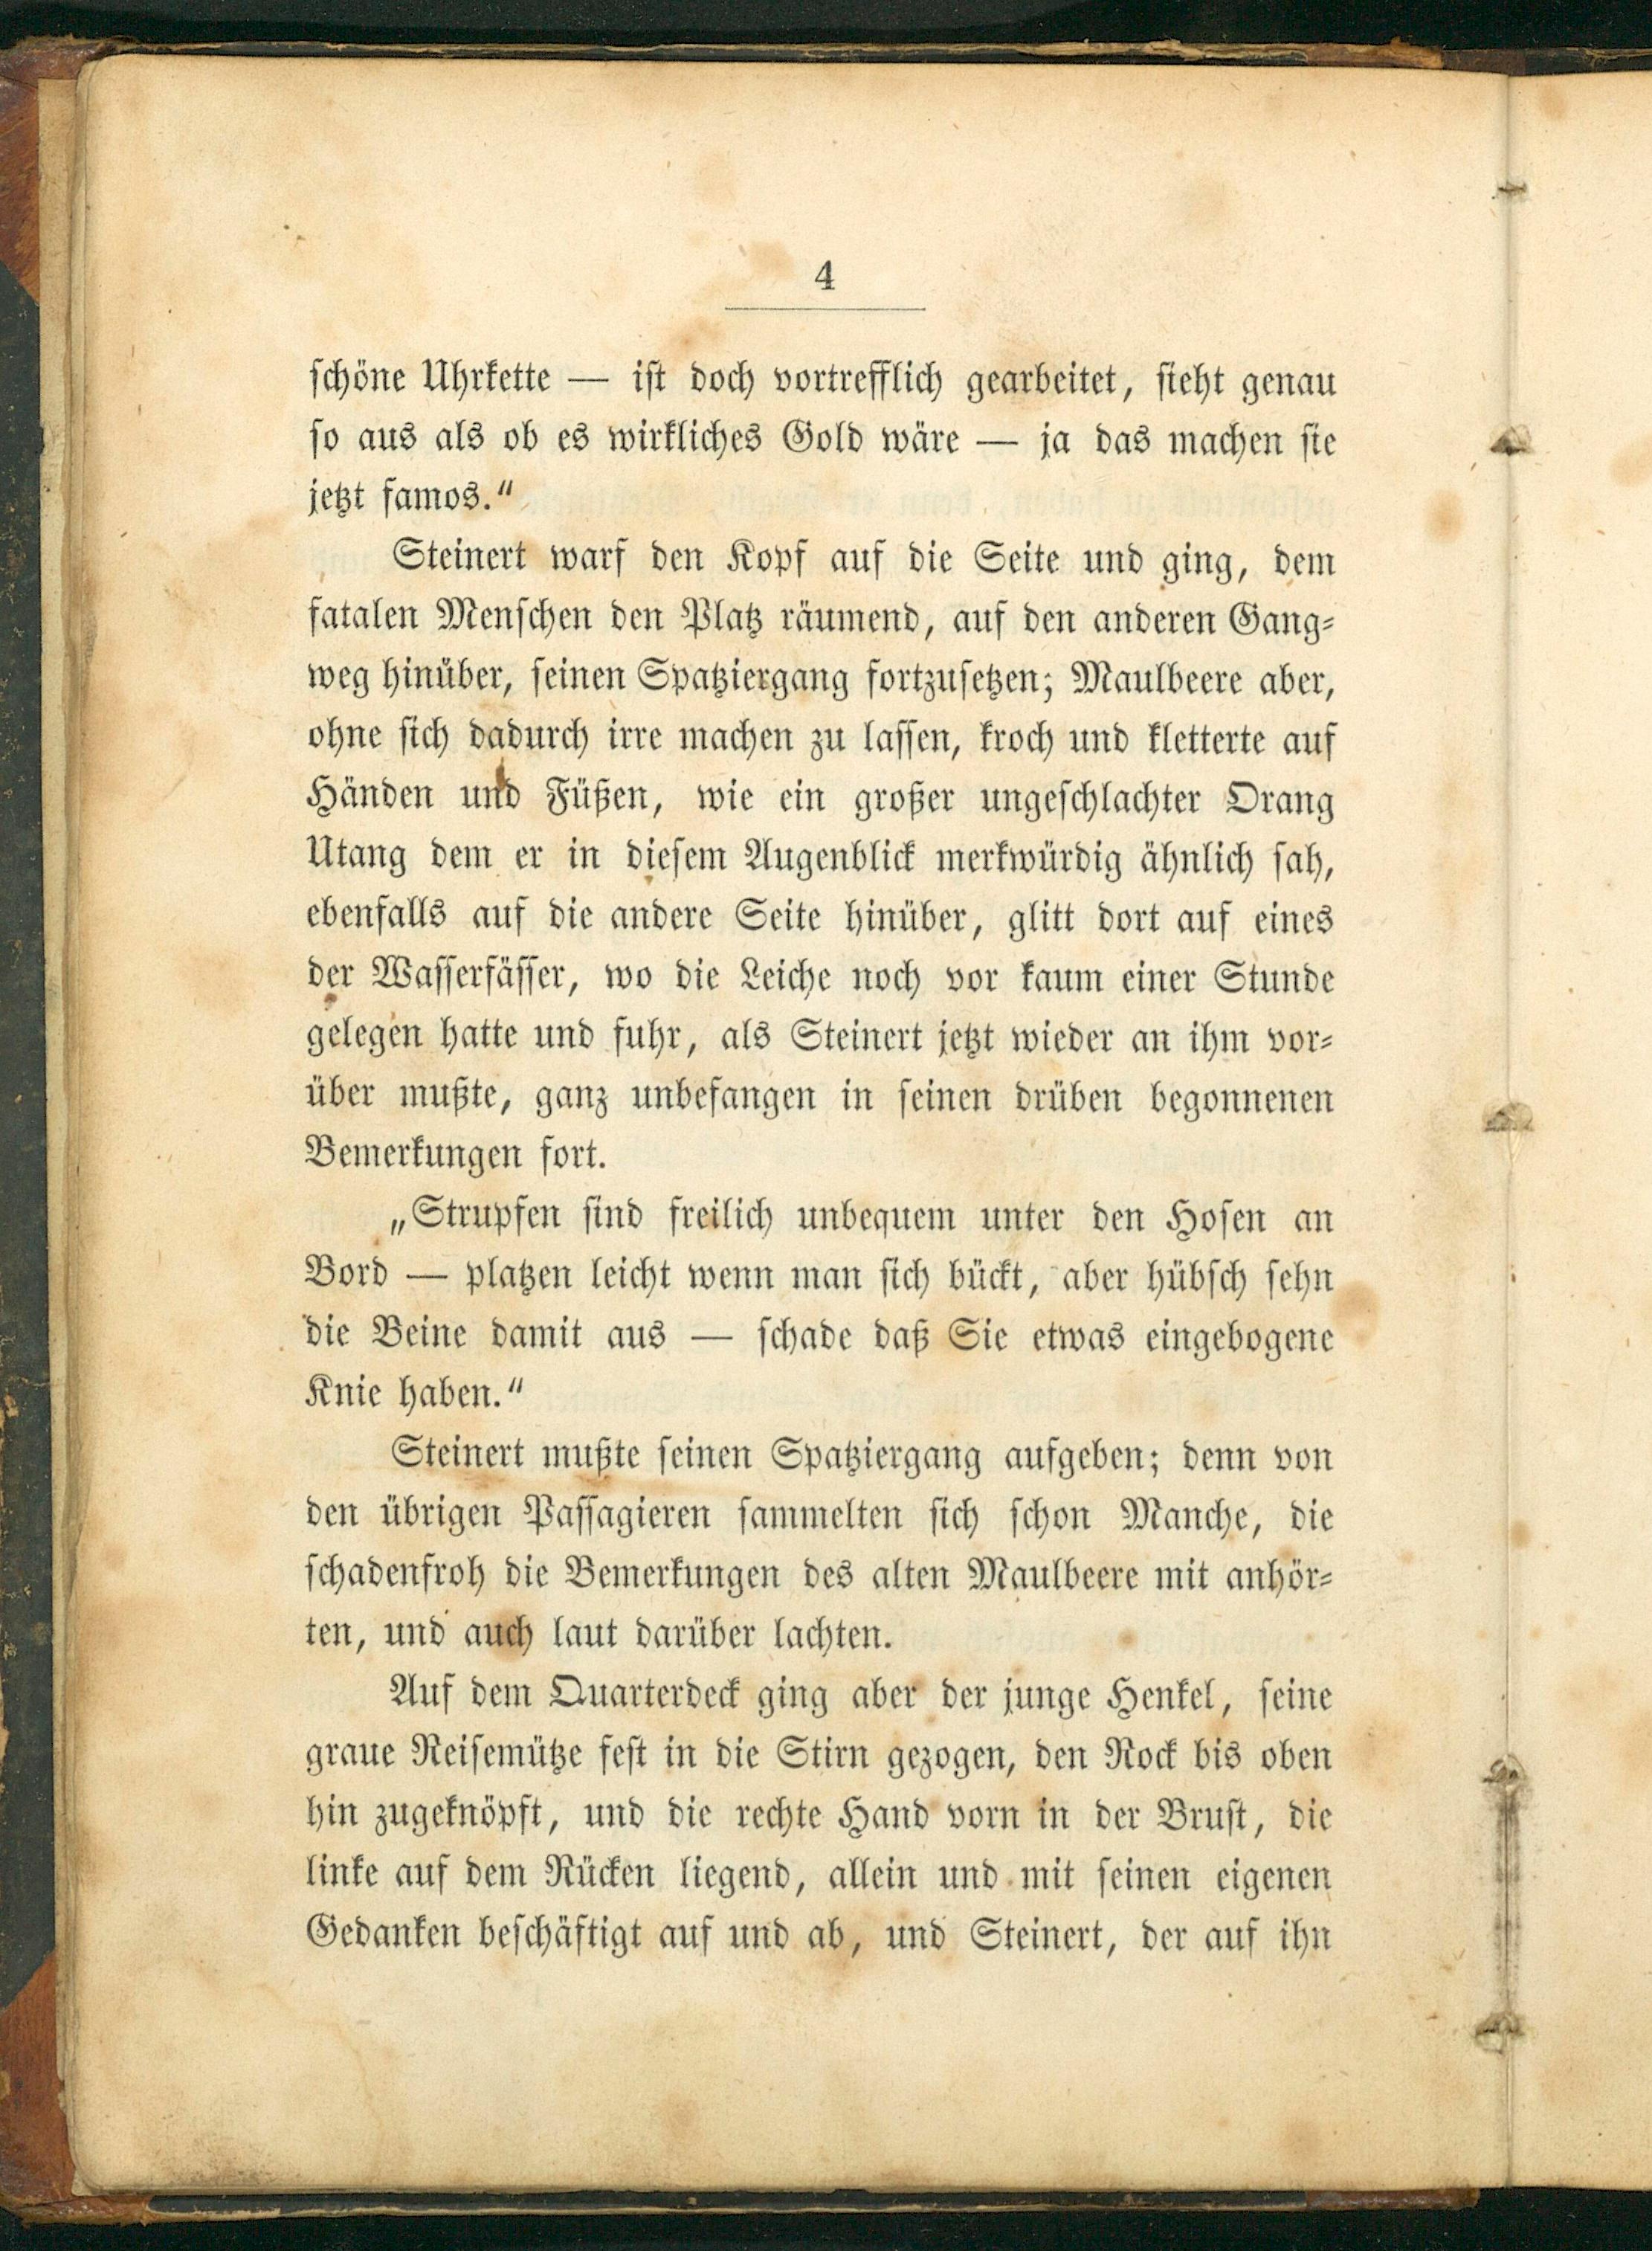 4
schöne Uhrkette — ist doch vortrefflich gearbeitet, sieht genau
so aus als ob es wirkliches Gold wäre — ja das machen sie
jetzt famos.“
Steinert warf den Kopf auf die Seite und ging, dem
fatalen Menschen den Platz räumend, auf den anderen Gang-
weg hinüber, seinen Spatziergang fortzusetzen; Maulbeere aber,
ohne sich dadurch irre machen zu lassen, kroch und kletterte auf
Händen und Füßen, wie ein großer ungeschlachter Orang
Utang dem er in diesem Augenblick merkwürdig ähnlich sah,
ebenfalls auf die andere Seite hinüber, glitt dort auf eines
der Wasserfässer, wo die Leiche noch vor kaum einer Stunde
gelegen hatte und fuhr, als Steinert jetzt wieder an ihm vor-
über mußte, ganz unbefangen in seinen drüben begonnenen
Bemerkungen fort.
„Strupfen sind freilich unbequem unter den Hosen an
Bord — platzen leicht wenn man sich bückt, aber hübsch sehn
die Beine damit aus — schade daß Sie etwas eingebogene
Knie haben.“
Steinert mußte seinen Spatziergang aufgeben; denn von
den übrigen Passagieren sammelten sich schon Manche, die
schadenfroh die Bemerkungen des alten Maulbeere mit anhör-
ten, und auch laut darüber lachten.
Auf dem Quarterdeck ging aber der junge Henkel, seine
graue Reisemütze fest in die Stirn gezogen, den Rock bis oben
hin zugeknöpft, und die rechte Hand vorn in der Brust, die
linke auf dem Rücken liegend, allein und mit seinen eigenen
Gedanken beschäftigt auf und ab, und Steinert, der auf ihn